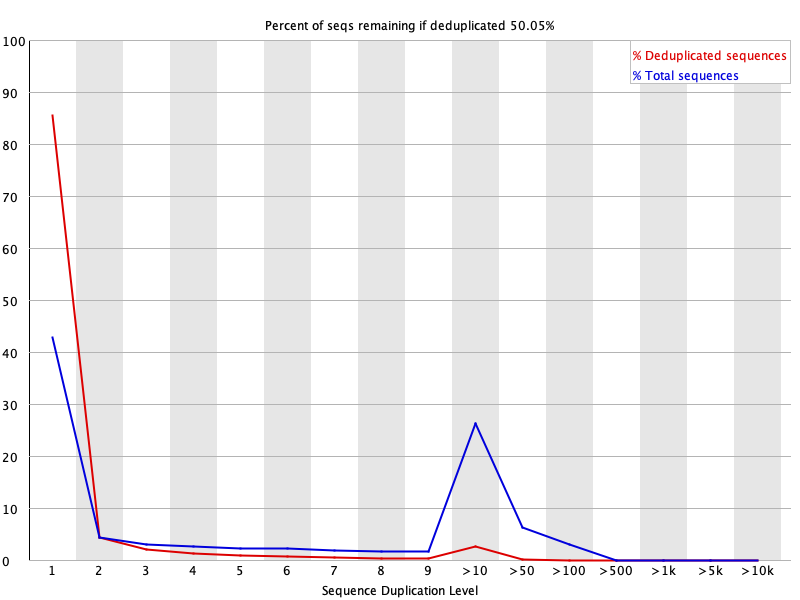 Percent of seqs remaining if deduplicated 50.05%
% Deduplicated sequences
% Total sequences
100
90
80
70
60
50
40
30
20
10
0
1 2 3 4 5 6 7 8 9 >10 >50 >100 >500 >1k >5k >10k
Sequence Duplication Level